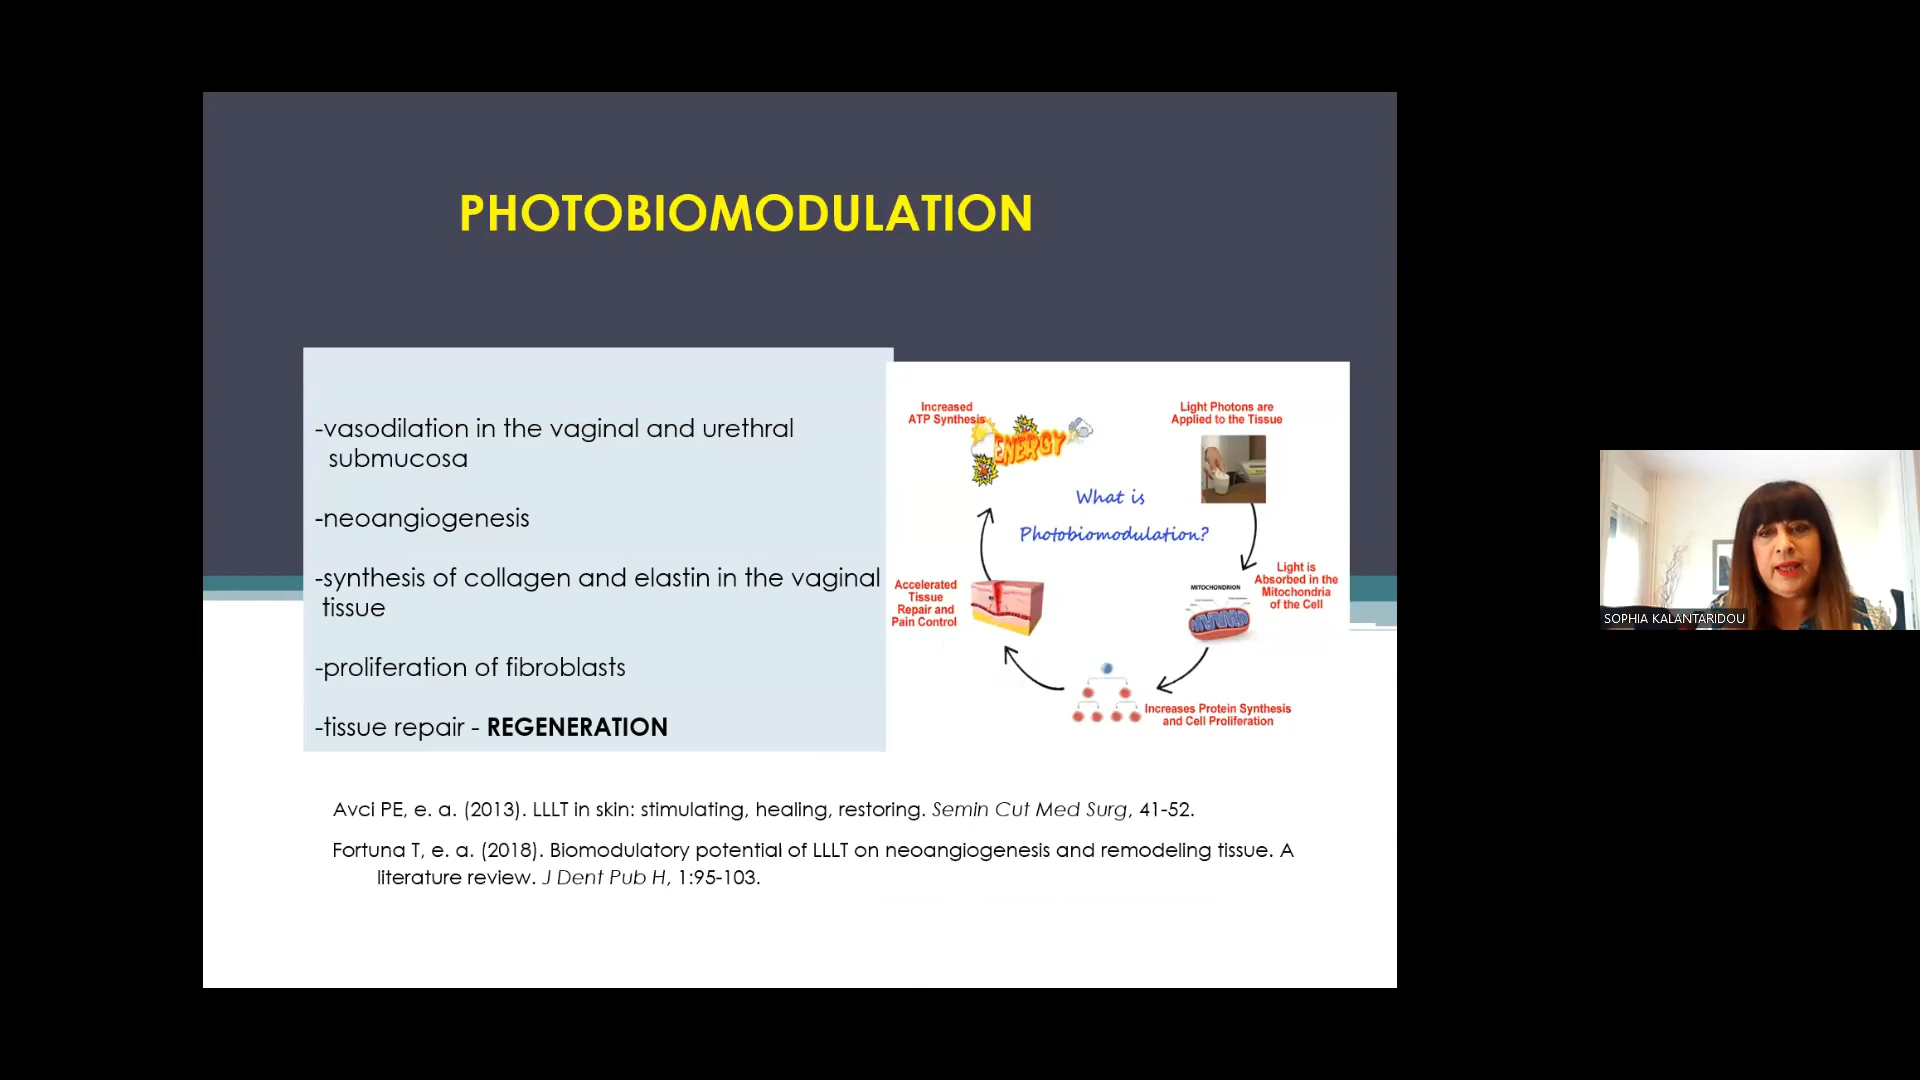 PHOTOBIOMODULATION
-vasodilation in the vaginal and urethral
submucosa
-neoangiogenesis
-synthesis of collagen and elastin in the vaginal
tissue
-proliferation of fibroblasts
-tissue repair - REGENERATION
Increased
ATP Synthesis
ENERGY
Light Photons are
Applied to the Tissue
What is
Photobiomodulation?
Accelerated
Tissue
Repair and
Pain Control
MITOCHONDRION
Light is
Absorbed in the
Mitochondria
of the Cell
Increases Protein Synthesis
and Cell Proliferation
Avci PE, e. a. (2013). LLLT in skin: stimulating, healing, restoring. Semin Cut Med Surg, 41-52.
Fortuna T, e. a. (2018). Biomodulatory potential of LLLT on neoangiogenesis and remodeling tissue. A
literature review. J Dent Pub H, 1:95-103.
SOPHIA KALANTARIDOU